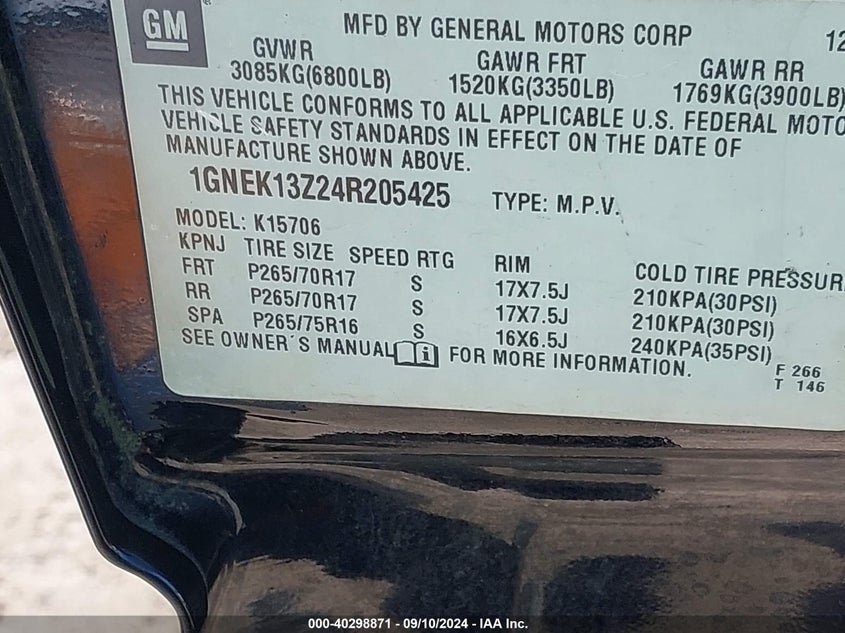 GM
MFD BY GENERAL MOTORS CORP 12
GVWR GAWR FRT GAWR RR
3085KG(6800LB) 1520KG(3350LB) 1769KG(3900LB)
THIS VEHICLE CONFORMS TO ALL APPLICABLE U.S. FEDERAL MOTO
VEHICLE SAFETY STANDARDS IN EFFECT ON THE DATE OF
MANUFACTURE SHOWN ABOVE.
1GNEK13Z24R205425 TYPE: M.P.V.
MODEL: K15706
KPNJ TIRE SIZE SPEED RTG RIM COLD TIRE PRESSUR
FRT P265/70R17 S 17X7.5J 210KPA(30PSI)
RR P265/70R17 S 17X7.5J 210KPA(30PSI)
SPA P265/75R16 S 16X6.5J 240KPA(35PSI)
SEE OWNER'S MANUAL i FOR MORE INFORMATION.
F 266
T 146
000-40298871 - 09/10/2024 - IAA Inc.